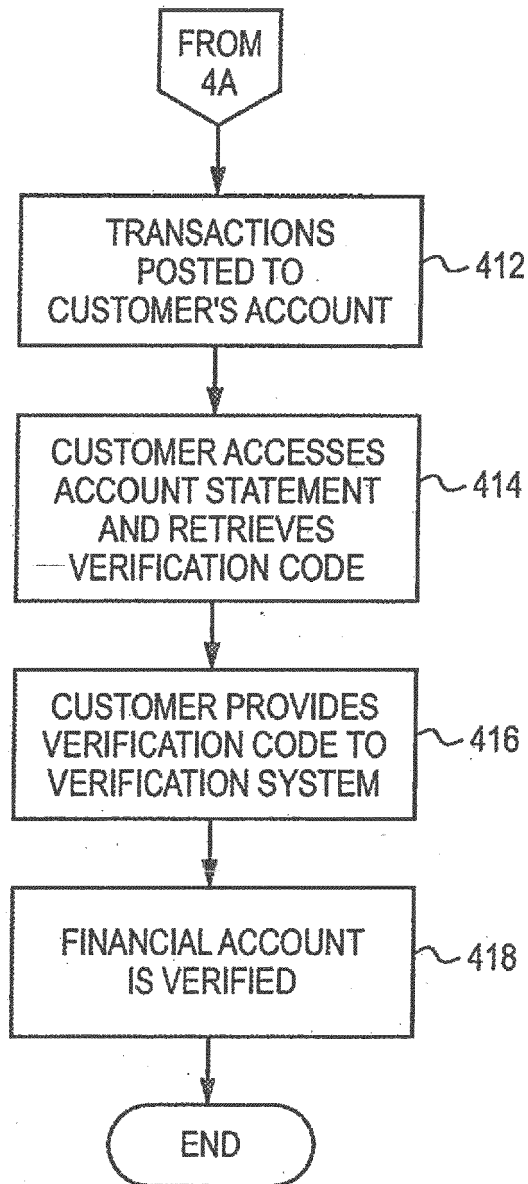 FROM
4A
TRANSACTIONS
POSTED TO
CUSTOMER'S ACCOUNT
412
CUSTOMER ACCESSES
ACCOUNT STATEMENT
AND RETRIEVES
VERIFICATION CODE
414
CUSTOMER PROVIDES
VERIFICATION CODE TO
VERIFICATION SYSTEM
416
FINANCIAL ACCOUNT
IS VERIFIED
418
END